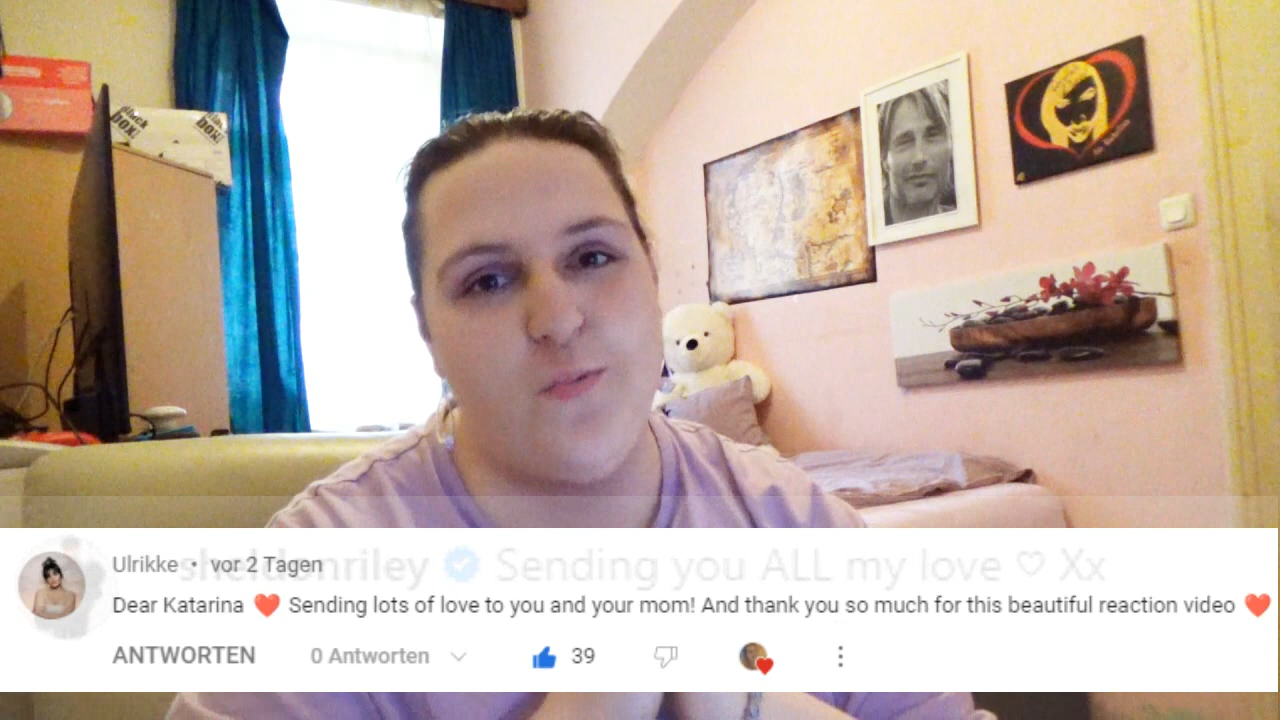 black
box!
box!
Ulrikke • vor 2 Tagen
sheldonriley Sending you ALL my love ♡ Xx
Dear Katarina ❤️ Sending lots of love to you and your mom! And thank you so much for this beautiful reaction video ❤️
ANTWORTEN 0 Antworten 39